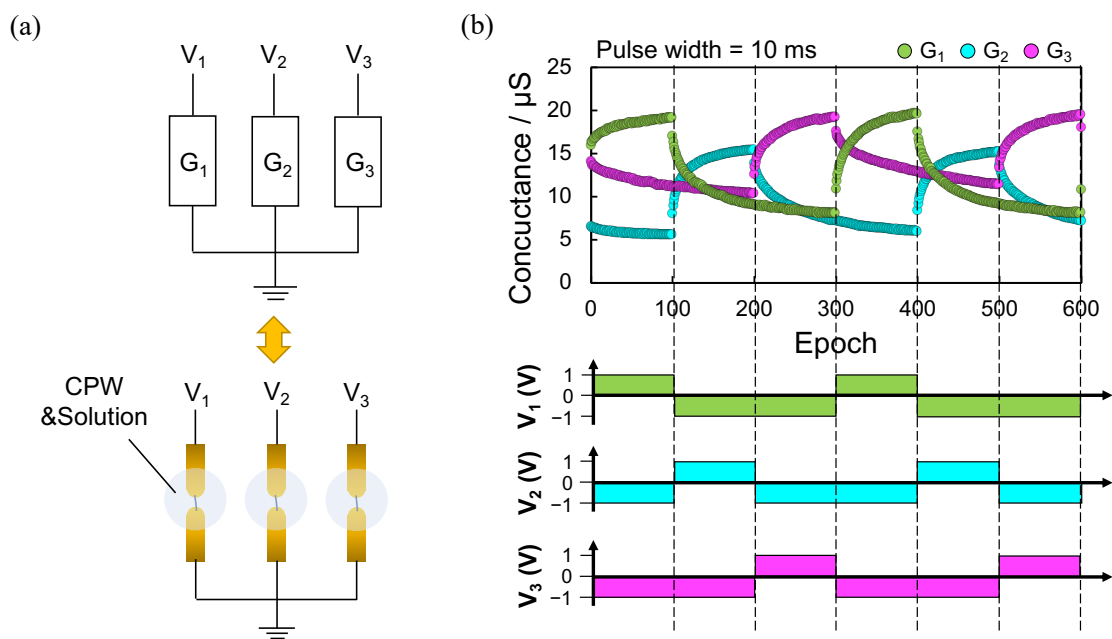 (a)
V₁ V₂ V₃
G₁ G₂ G₃
CPW
&Solution
V₁ V₂ V₃
(b)
Pulse width = 10 ms G₁ G₂ G₃
Concuctance / µS
25
20
15
10
5
0
0 100 200 300 400 500 600
Epoch
V₁ (V)
1
0
−1
V₂ (V)
1
0
−1
V₃ (V)
1
0
−1